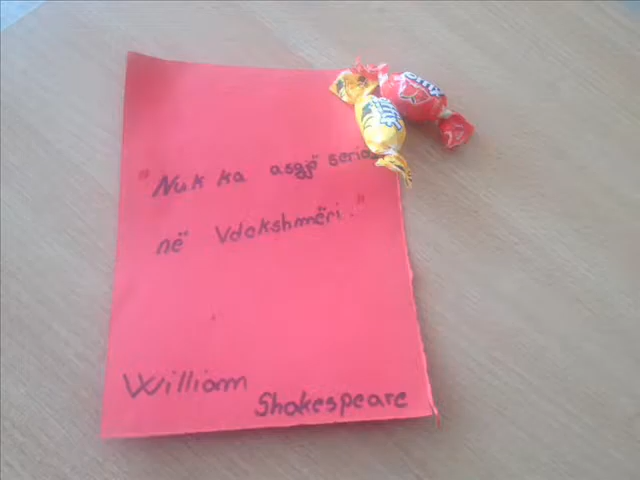 "Nuk ka asgjë
në Vdekshmëri."
William
Shakespeare